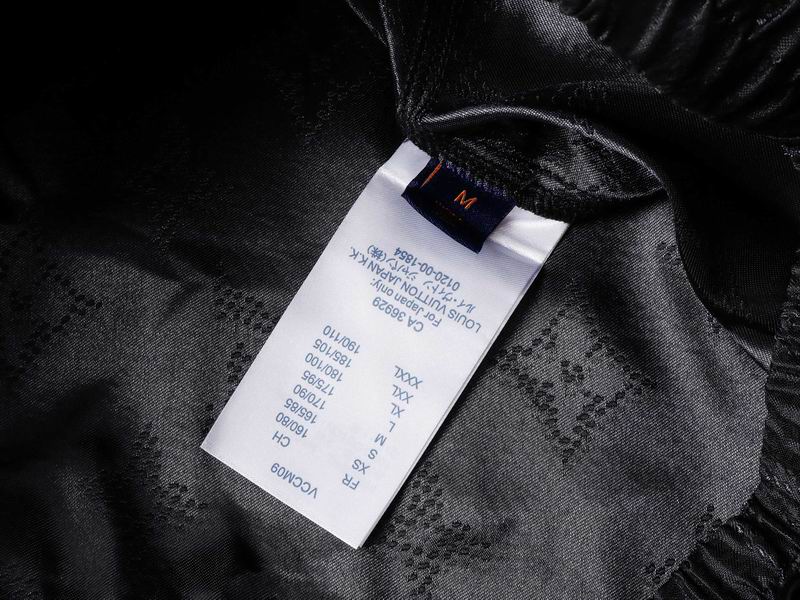 M
VCCM09
FR CH
XS 160/80
S 165/85
M 170/90
L 175/95
XL 180/100
XXL 185/105
XXXL 190/110
CA 36929
For Japan only:
LOUIS VUITTON JAPAN K.K.
ルイ・ヴィトン ジャパン(株)
0120-00-1854